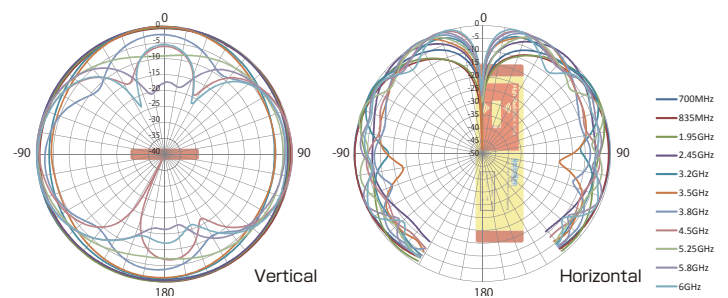 0
0
-5
-10
-15
-20
-25
-30
-35
-40
-90
90
180
Vertical
0
0
-5
-10
-15
-20
-25
-30
-35
-40
-45
-50
-90
90
180
Horizontal
700MHz
835MHz
1.95GHz
2.45GHz
3.2GHz
3.5GHz
3.8GHz
4.5GHz
5.25GHz
5.8GHz
6GHz